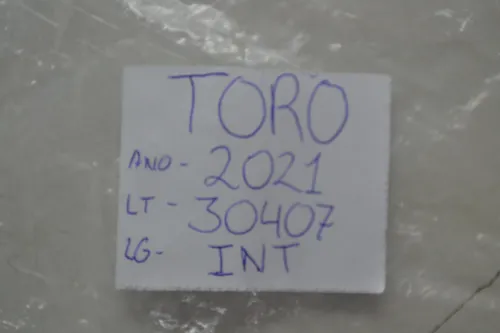 TORO
ANO - 2021
LT - 30407
LG- INT